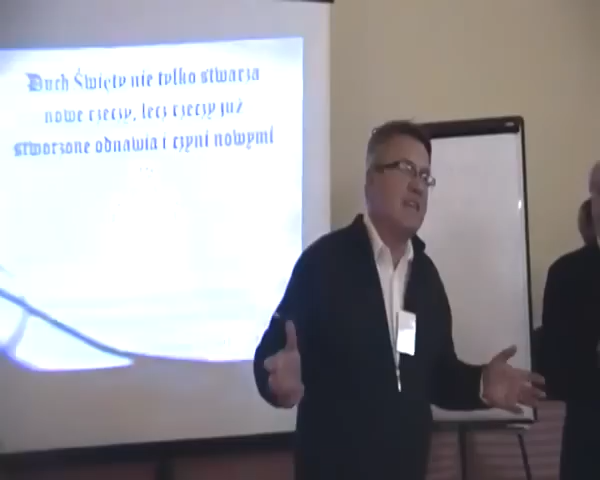 Duch Święty nie tylko stwarza
nowe rzeczy, lecz rzeczy już
stworzone odnawia i czyni nowymi